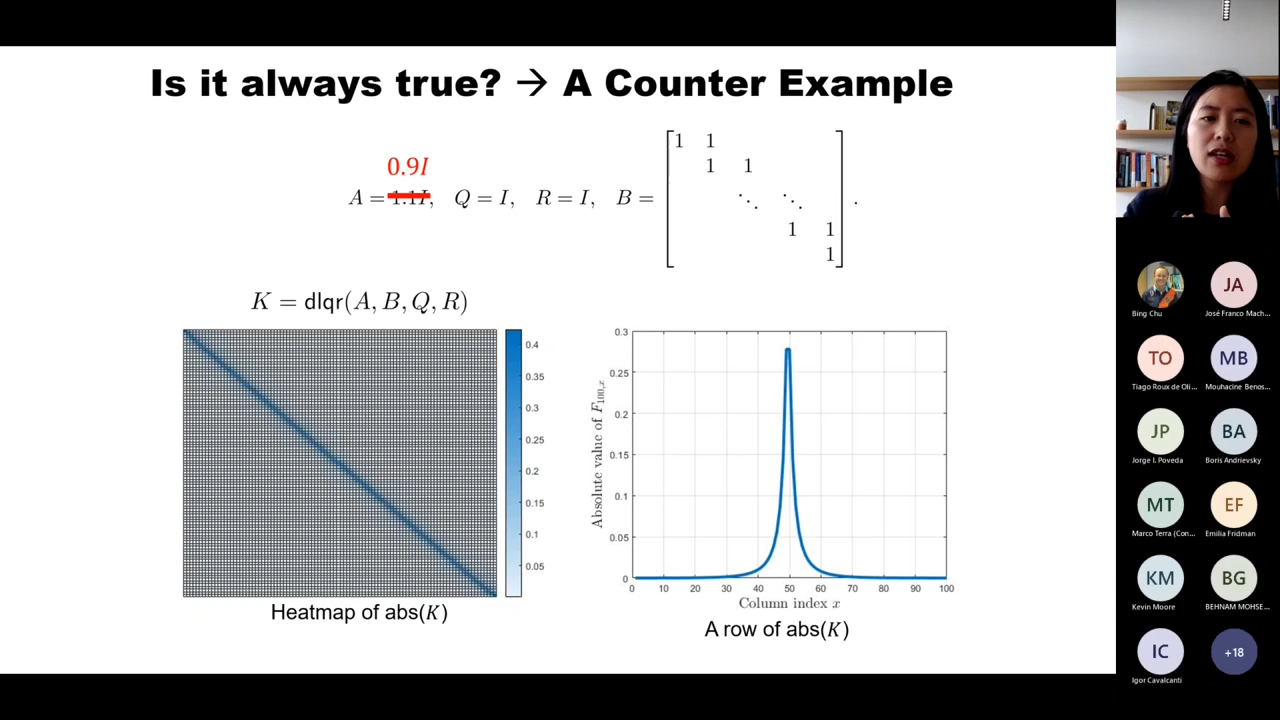 Is it always true? → A Counter Example
0.9I
A = 1.1I, Q = I, R = I, B =
1 1
1 1
⋱ ⋱
1 1
1
.
K = dlqr(A, B, Q, R)
0.4
0.35
0.3
0.25
0.2
0.15
0.1
0.05
Heatmap of abs(K)
0.3
0.25
0.2
0.15
0.1
0.05
0
0 10 20 30 40 50 60 70 80 90 100
Absolute value of F100,x
Column index x
A row of abs(K)
Bing Chu
JA
José Franco Mach...
TO
Tiago Roux de Oli...
MB
Mouhacine Benos...
JP
Jorge I. Poveda
BA
Boris Andrievsky
MT
Marco Terra (Con...
EF
Emilia Fridman
KM
Kevin Moore
BG
BEHNAM MOHSE...
IC
Igor Cavalcanti
+18